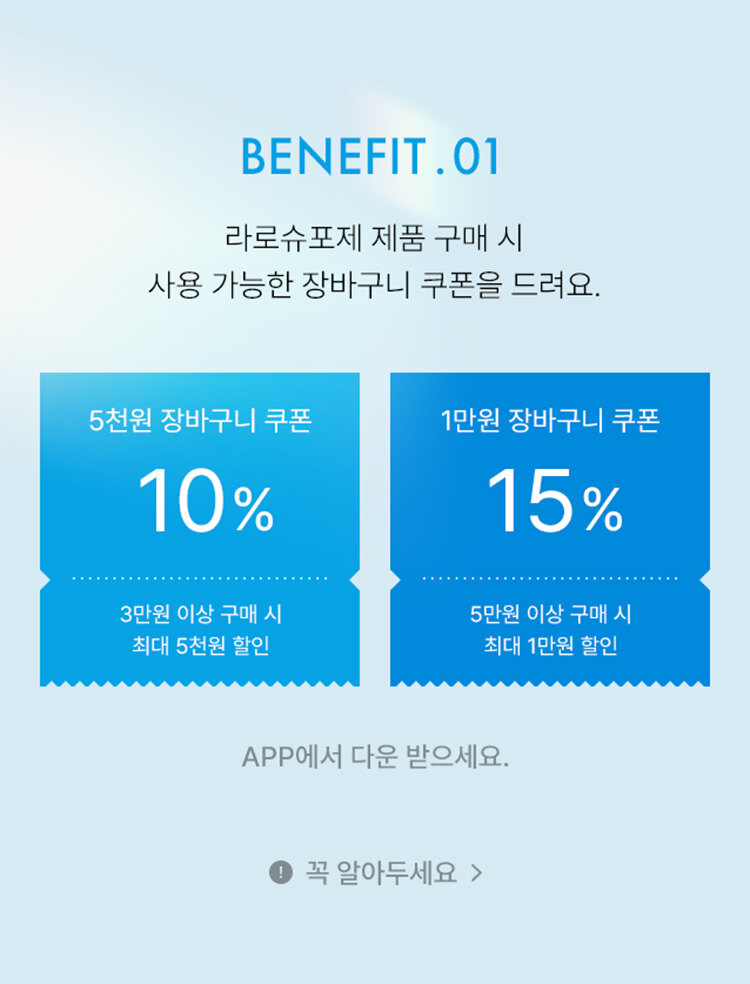 BENEFIT.01
라로슈포제 제품 구매 시
사용 가능한 장바구니 쿠폰을 드려요.
5천원 장바구니 쿠폰
10%
3만원 이상 구매 시
최대 5천원 할인
1만원 장바구니 쿠폰
15%
5만원 이상 구매 시
최대 1만원 할인
APP에서 다운 받으세요.
! 꼭 알아두세요 >